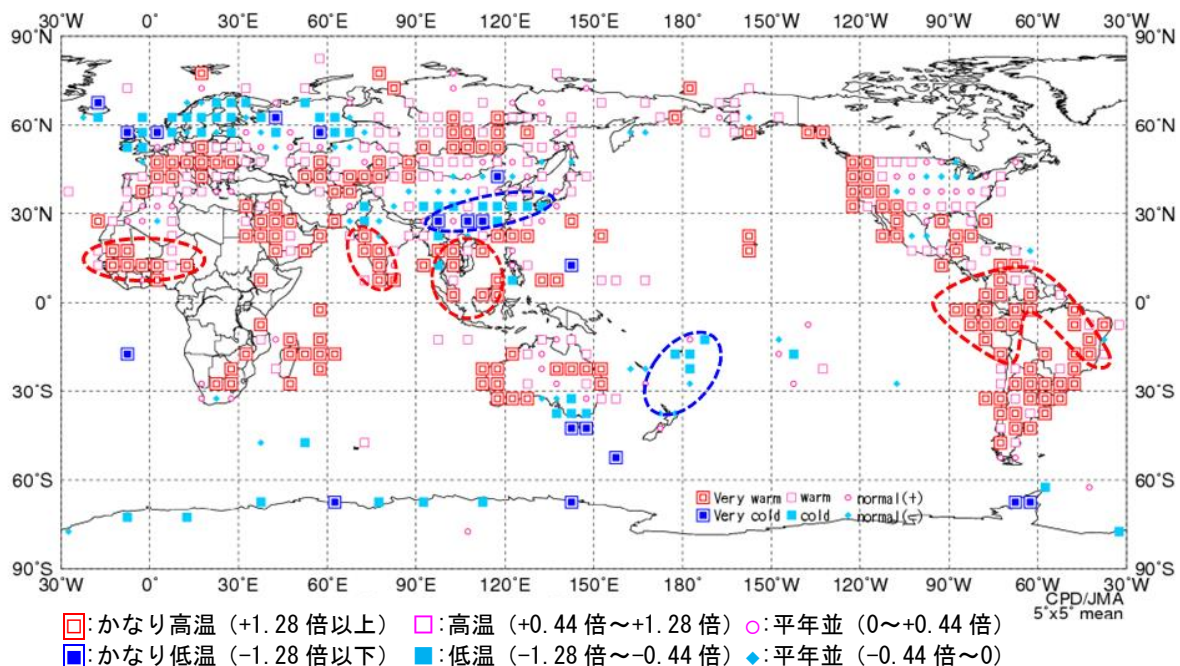 30°W 0° 30°E 60°E 90°E 120°E 150°E 180° 150°W 120°W 90°W 60°W 30°W
90°N 90°N
60°N 60°N
30°N 30°N
0° 0°
30°S 30°S
60°S 60°S
90°S 90°S
Very warm warm normal(+)
Very cold cold normal(−)
30°W 0° 30°E 60°E 90°E 120°E 150°E 180° 150°W 120°W 90°W 60°W 30°W
CPD/JMA
5°x5° mean
:かなり高温（+1.28 倍以上） :高温（+0.44 倍～+1.28 倍） :平年並（0～+0.44 倍）
:かなり低温（-1.28 倍以下） :低温（-1.28 倍～-0.44 倍） :平年並（-0.44 倍～0）